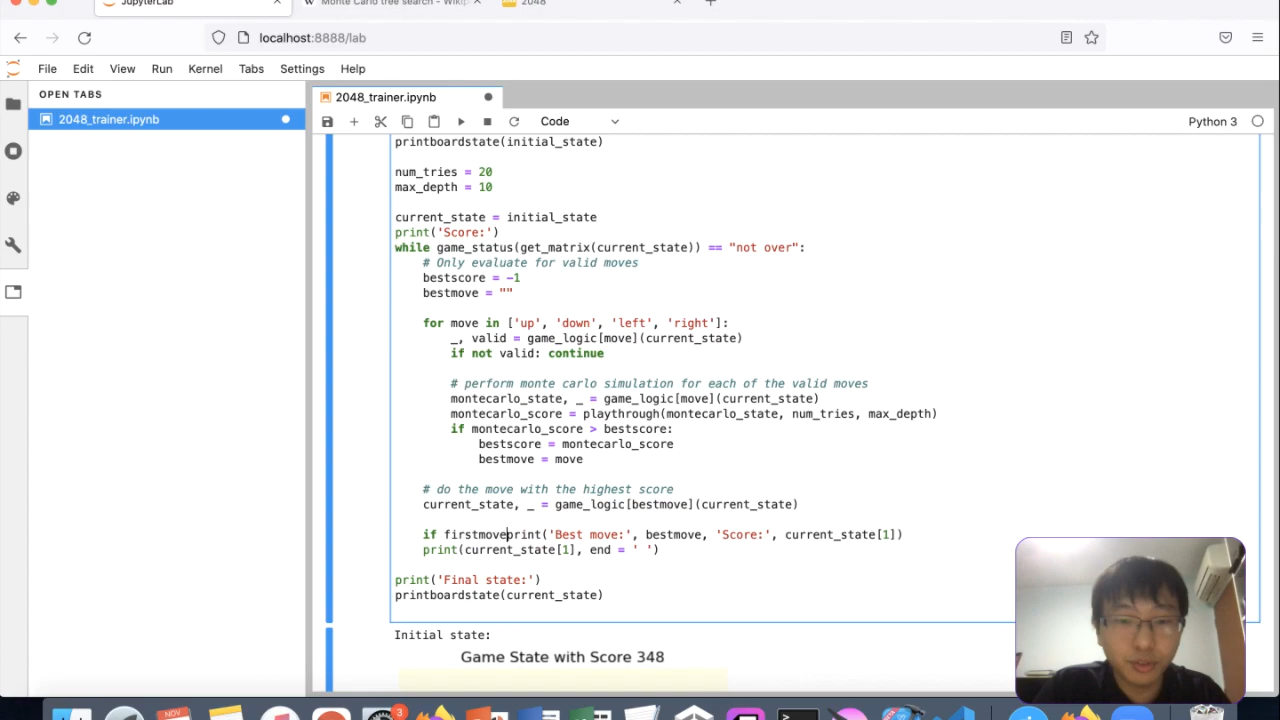 JupyterLab
Monte Carlo tree search - Wikip
2048
localhost:8888/lab
File Edit View Run Kernel Tabs Settings Help
OPEN TABS
2048_trainer.ipynb
2048_trainer.ipynb
Code
Python 3
printboardstate(initial_state)
num_tries = 20
max_depth = 10
current_state = initial_state
print('Score:')
while game_status(get_matrix(current_state)) == "not over":
# Only evaluate for valid moves
bestscore = -1
bestmove = ""
for move in ['up', 'down', 'left', 'right']:
_, valid = game_logic[move](current_state)
if not valid: continue
# perform monte carlo simulation for each of the valid moves
montecarlo_state, _ = game_logic[move](current_state)
montecarlo_score = playthrough(montecarlo_state, num_tries, max_depth)
if montecarlo_score > bestscore:
bestscore = montecarlo_score
bestmove = move
# do the move with the highest score
current_state, _ = game_logic[bestmove](current_state)
if firstmoveprint('Best move:', bestmove, 'Score:', current_state[1])
print(current_state[1], end = ' ')
print('Final state:')
printboardstate(current_state)
Initial state:
Game State with Score 348
NOV
3